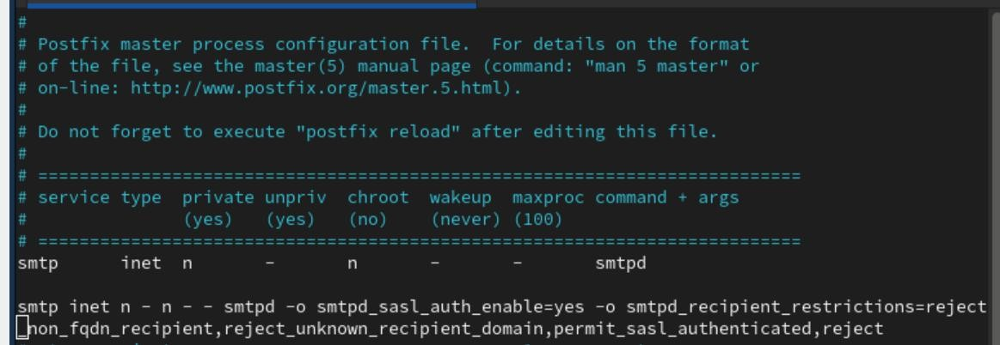 #
# Postfix master process configuration file.  For details on the format
# of the file, see the master(5) manual page (command: "man 5 master" or
# on-line: http://www.postfix.org/master.5.html).
#
# Do not forget to execute "postfix reload" after editing this file.
#
# ==========================================================================
# service type  private unpriv  chroot  wakeup  maxproc command + args
#               (yes)   (yes)   (no)    (never) (100)
# ==========================================================================
smtp      inet  n       -       n       -       -       smtpd
smtp inet n - n - - smtpd -o smtpd_sasl_auth_enable=yes -o smtpd_recipient_restrictions=reject
_non_fqdn_recipient,reject_unknown_recipient_domain,permit_sasl_authenticated,reject